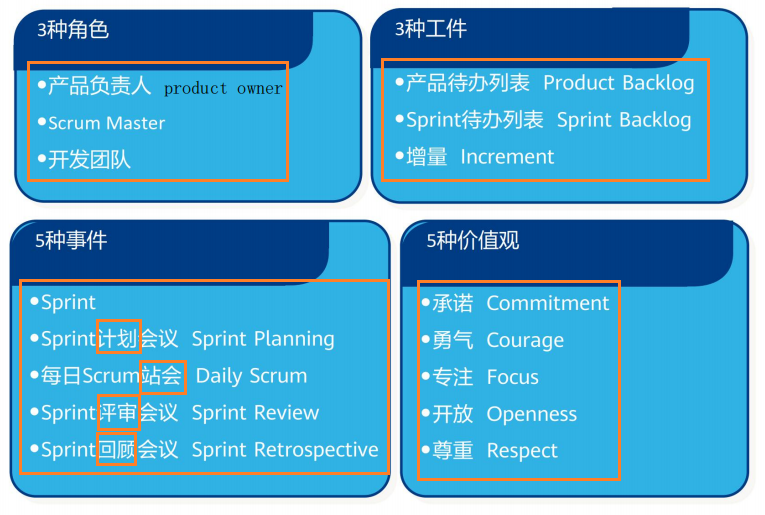 3种角色
•产品负责人 product owner
•Scrum Master
•开发团队
3种工件
•产品待办列表 Product Backlog
•Sprint待办列表 Sprint Backlog
•增量 Increment
5种事件
•Sprint
•Sprint计划会议 Sprint Planning
•每日Scrum站会 Daily Scrum
•Sprint评审会议 Sprint Review
•Sprint回顾会议 Sprint Retrospective
5种价值观
•承诺 Commitment
•勇气 Courage
•专注 Focus
•开放 Openness
•尊重 Respect